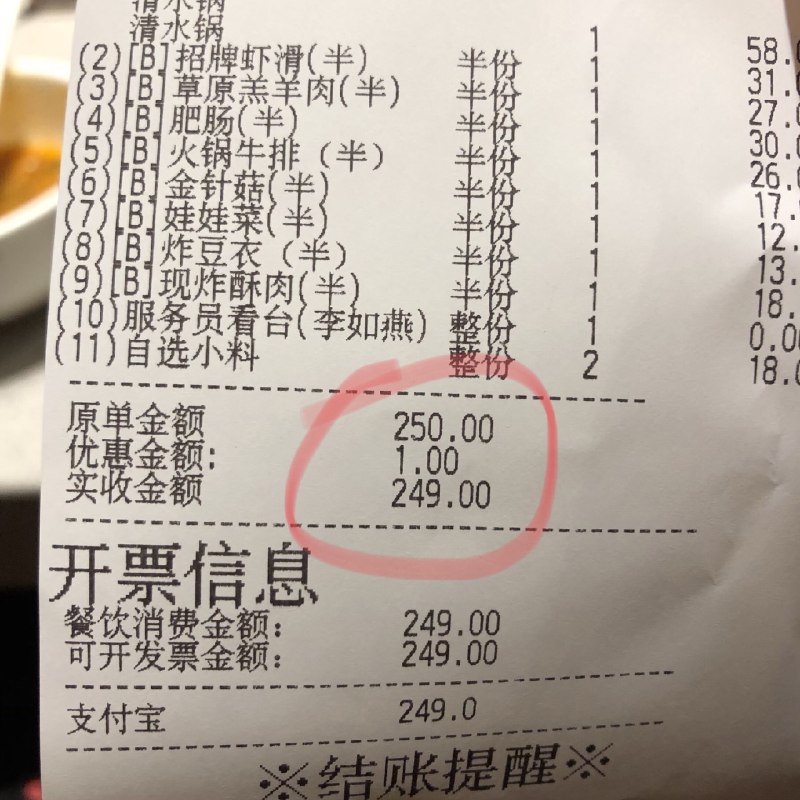 清水锅
清水锅 1 58.
(2)[B]招牌虾滑(半) 半份 1 31.
(3)[B]草原羔羊肉(半) 半份 1 27.
(4)[B]肥肠(半) 半份 1 30.
(5)[B]火锅牛排(半) 半份 1 26.
(6)[B]金针菇(半) 半份 1 17.
(7)[B]娃娃菜(半) 半份 1 12.
(8)[B]炸豆衣(半) 半份 1 13.
(9)[B]现炸酥肉(半) 半份 1 18.
(10)服务员看台(李如燕) 整份 1 0.0
(11)自选小料 整份 2 18.0
原单金额 250.00
优惠金额: 1.00
实收金额 249.00
开票信息
餐饮消费金额: 249.00
可开发票金额: 249.00
支付宝 249.0
※结账提醒※